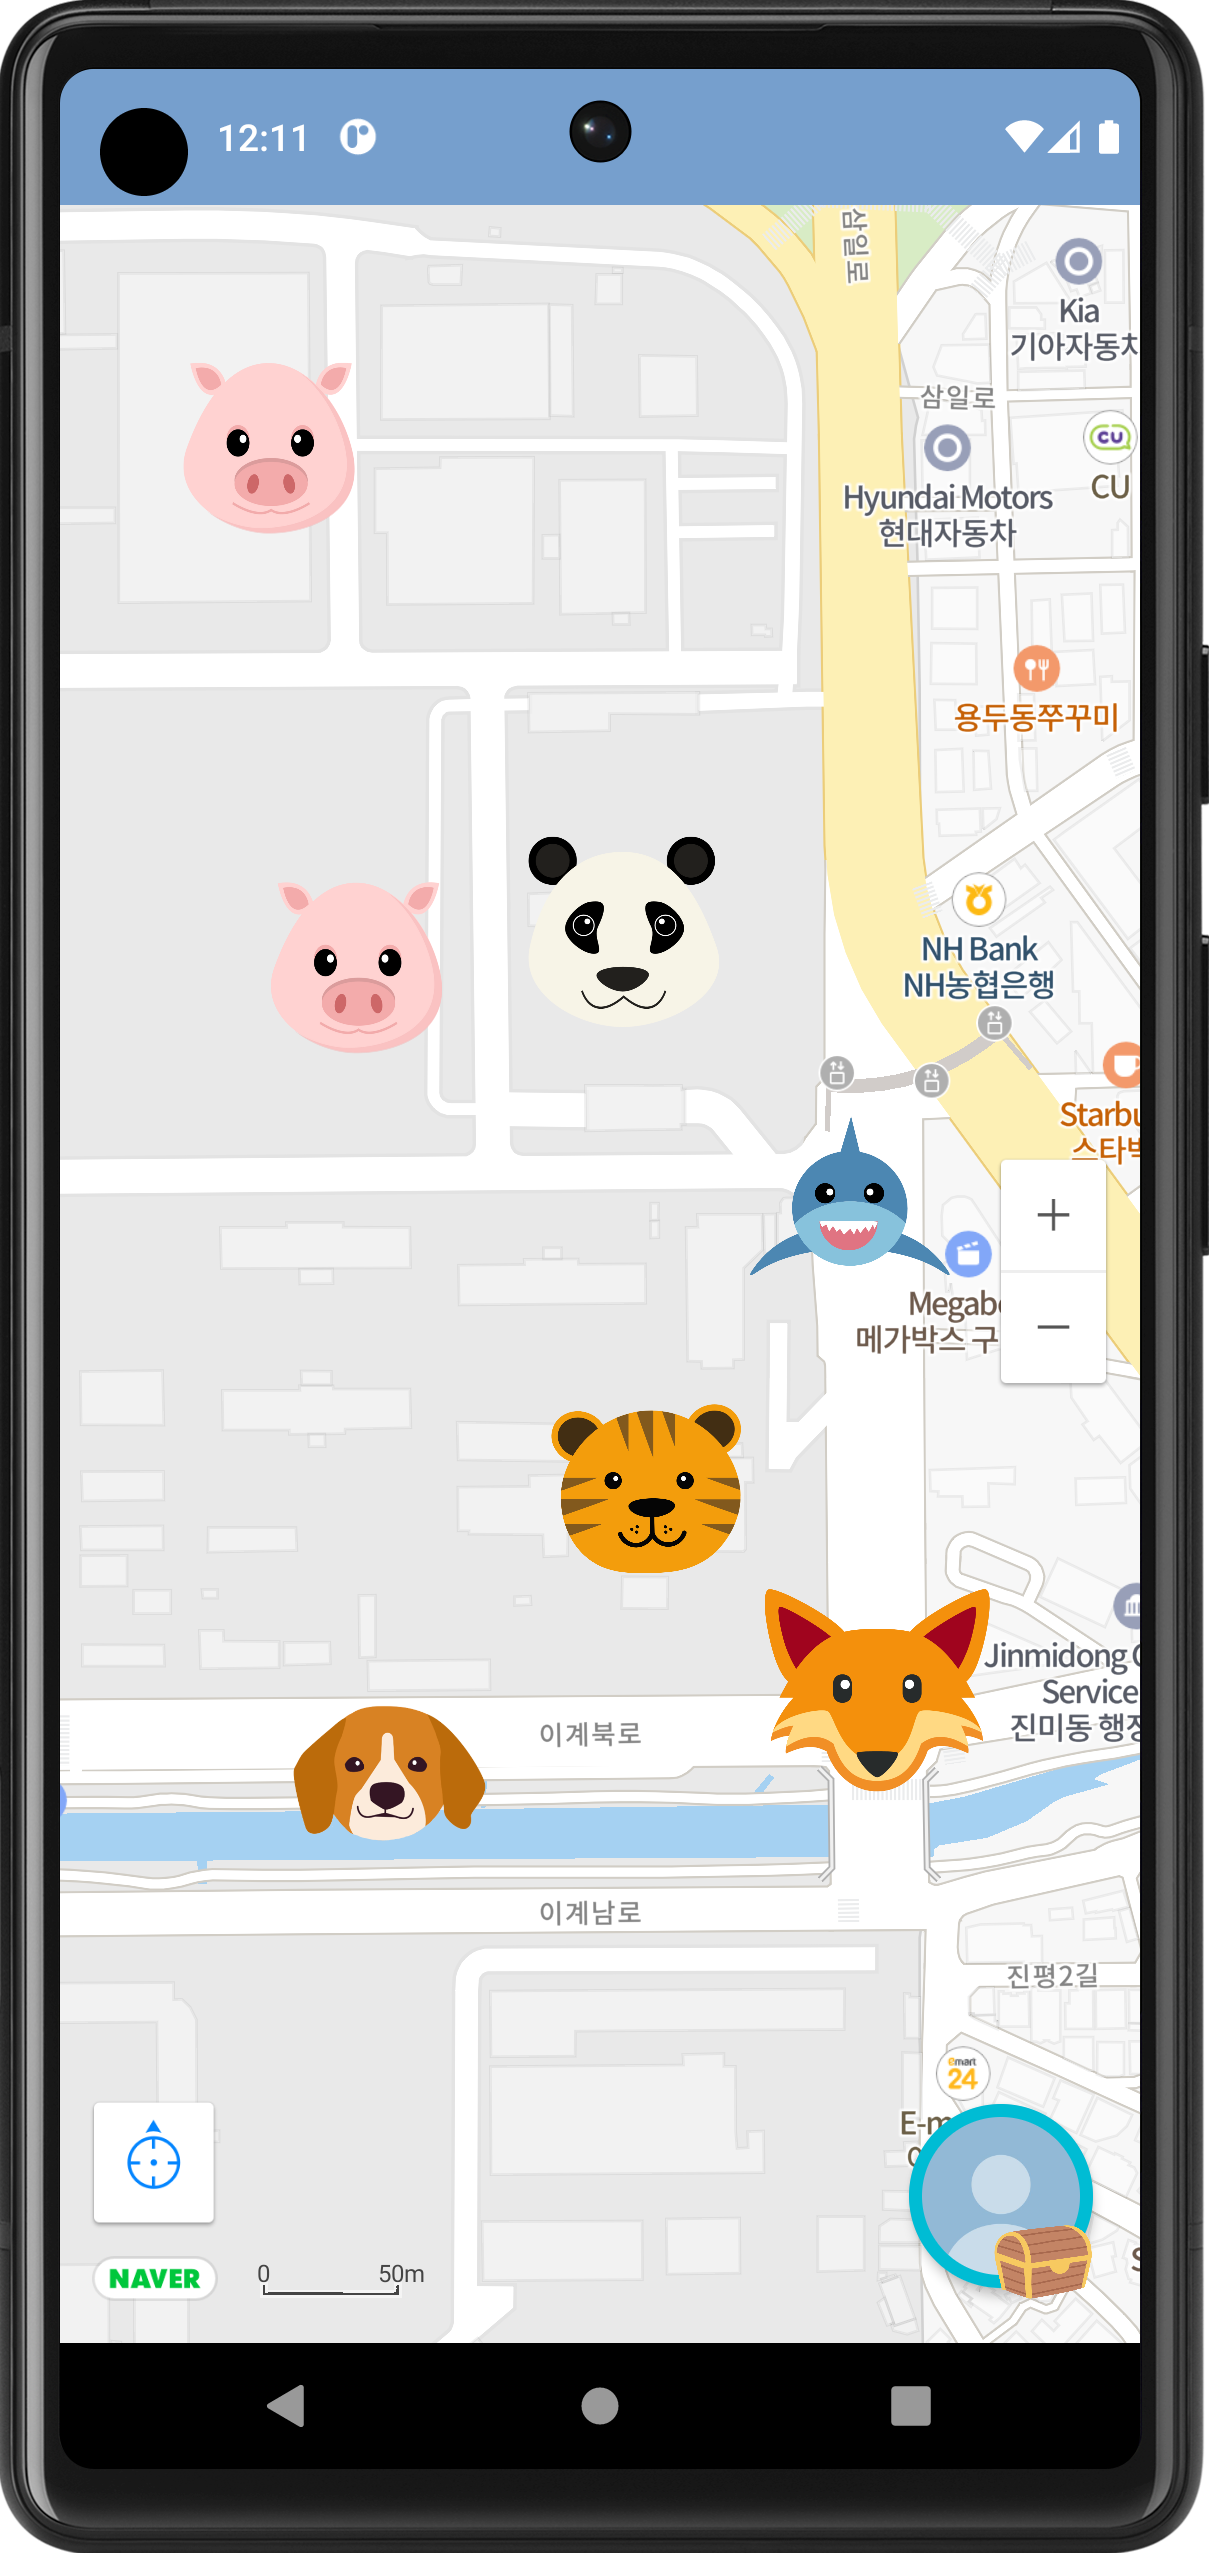 12:11
삼일로
Kia
기아자동차
삼일로
CU
CU
Hyundai Motors
현대자동차
용두동쭈꾸미
NH Bank
NH농협은행
Starbu
스타벅
+
−
Megabo
메가박스 구
Jinmidong
Service
진미동 행정
이계북로
이계남로
진평2길
emart
24
E-m
NAVER
0 50m
S